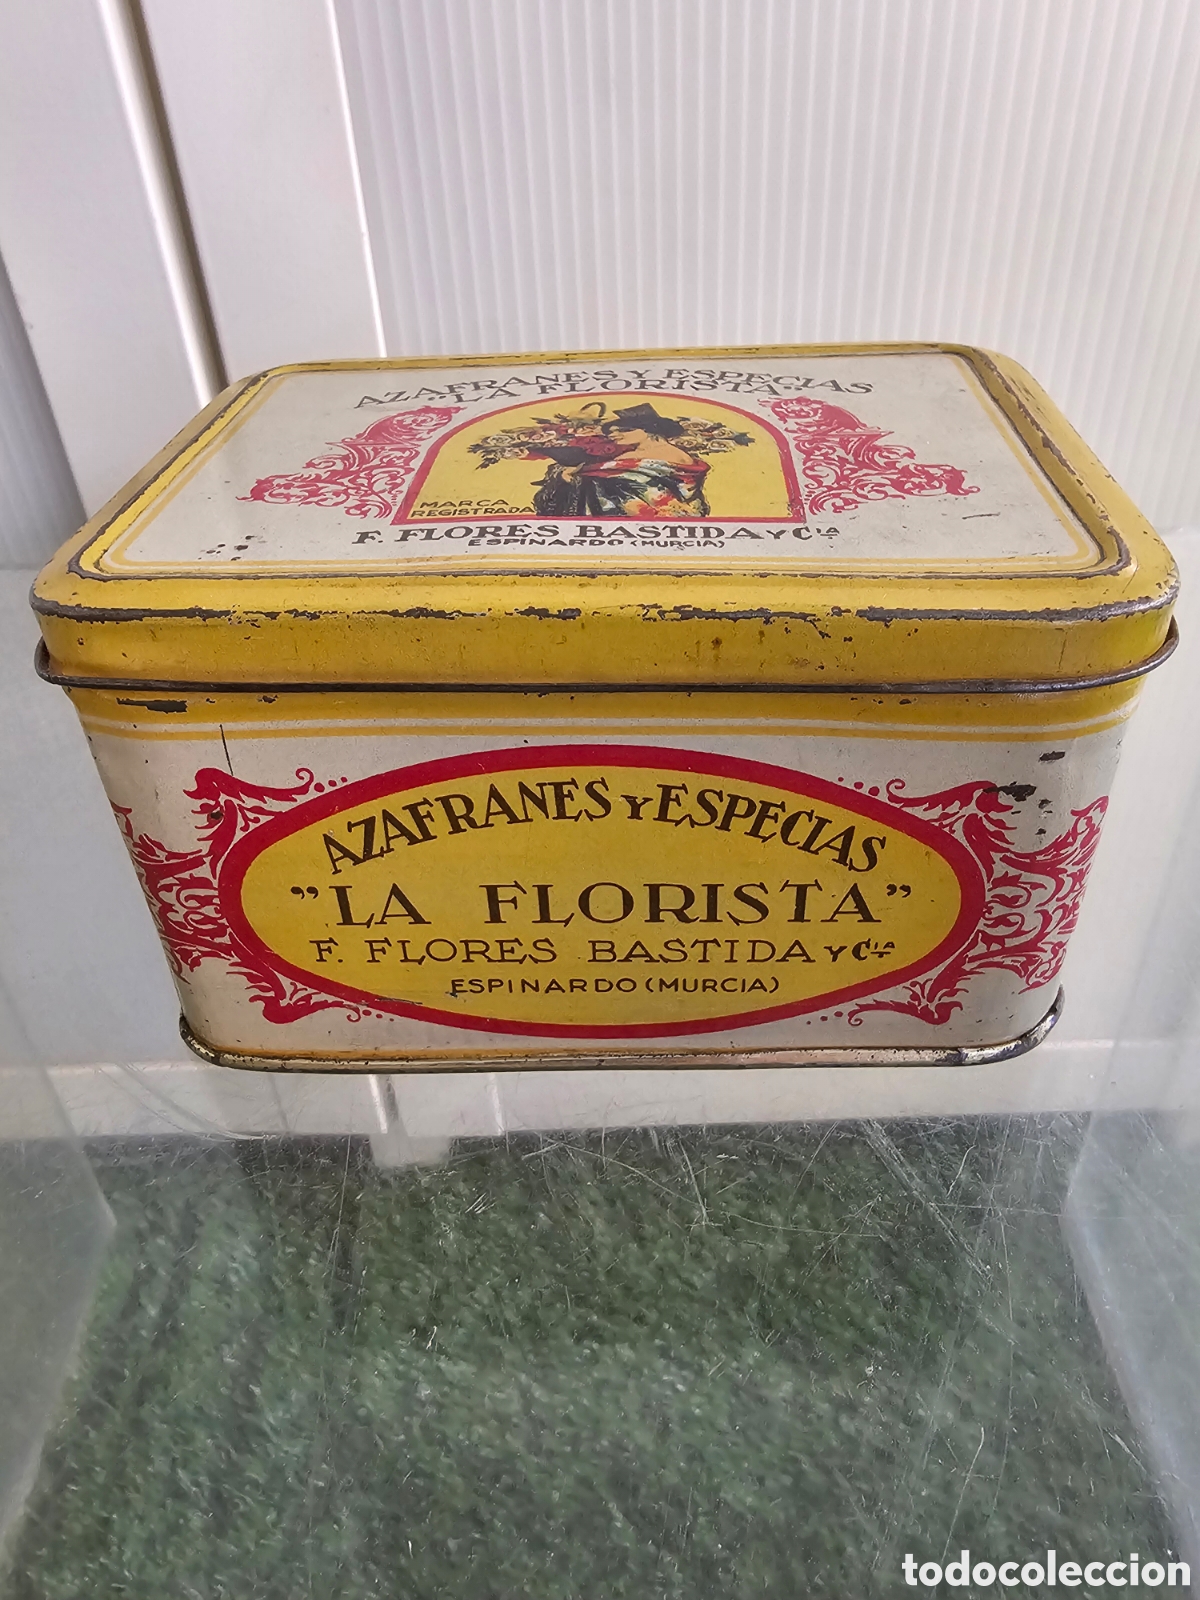 AZAFRANES Y ESPECIAS
"LA FLORISTA"
MARCA
REGISTRADA
F. FLORES BASTIDA Y CIA
ESPINARDO (MURCIA)
AZAFRANES Y ESPECIAS
"LA FLORISTA"
F. FLORES BASTIDA Y CIA
ESPINARDO (MURCIA)
todocoleccion